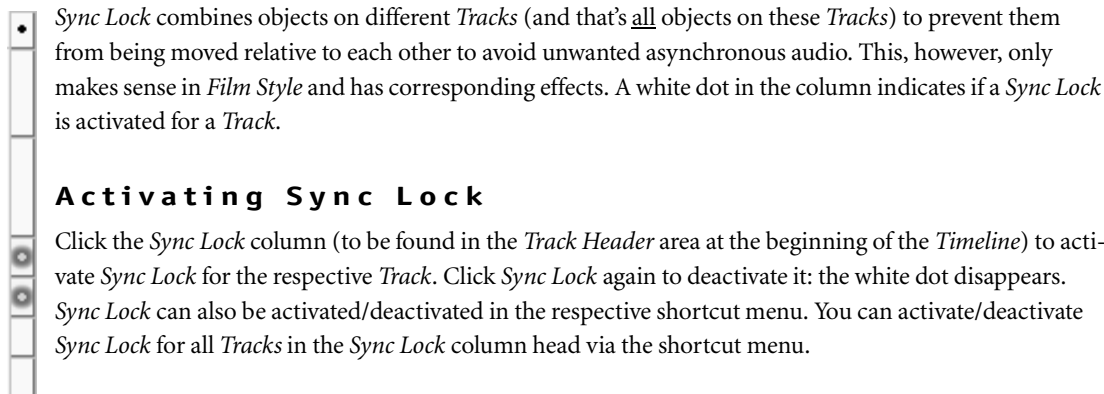 Sync Lock combines objects on different Tracks (and that's all objects on these Tracks) to prevent them
from being moved relative to each other to avoid unwanted asynchronous audio. This, however, only
makes sense in Film Style and has corresponding effects. A white dot in the column indicates if a Sync Lock
is activated for a Track.
Activating Sync Lock
Click the Sync Lock column (to be found in the Track Header area at the beginning of the Timeline) to acti-
vate Sync Lock for the respective Track. Click Sync Lock again to deactivate it: the white dot disappears.
Sync Lock can also be activated/deactivated in the respective shortcut menu. You can activate/deactivate
Sync Lock for all Tracks in the Sync Lock column head via the shortcut menu.